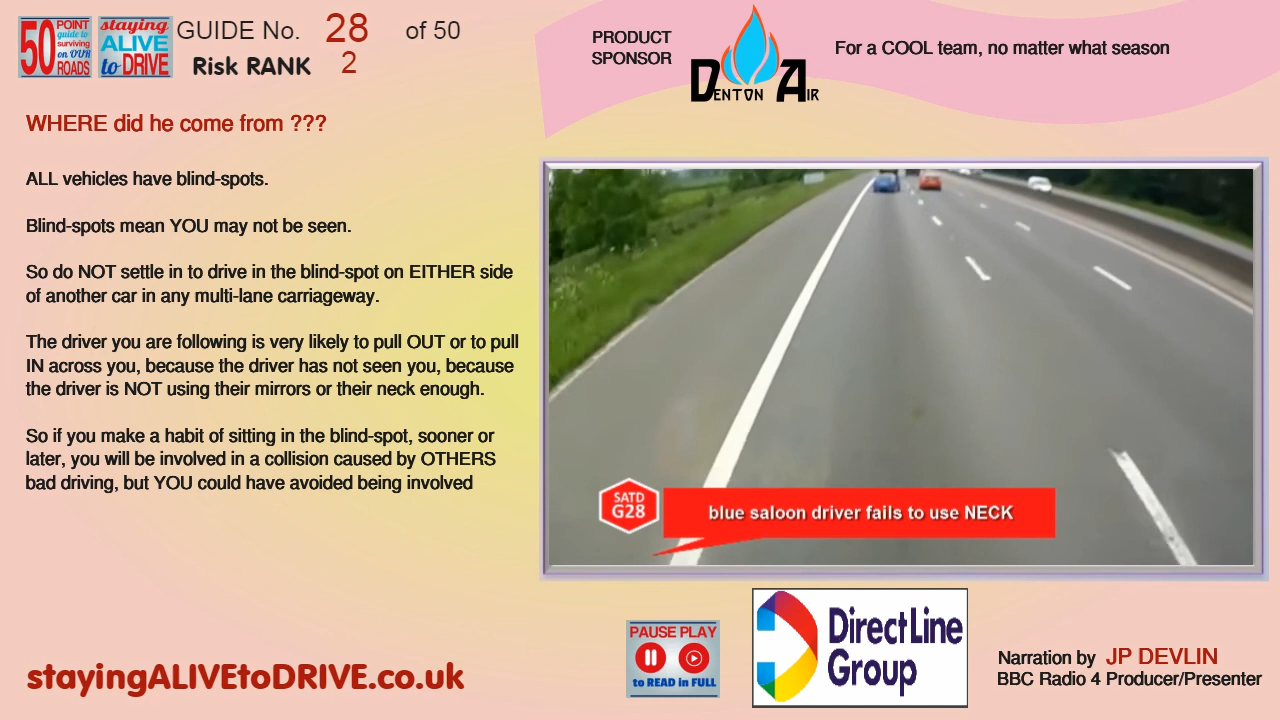 50 POINT guide to surviving on OUR ROADS
staying ALIVE to DRIVE
GUIDE No. 28 of 50
Risk RANK 2
PRODUCT SPONSOR
DENTON AIR
For a COOL team, no matter what season
WHERE did he come from ???
ALL vehicles have blind-spots.
Blind-spots mean YOU may not be seen.
So do NOT settle in to drive in the blind-spot on EITHER side
of another car in any multi-lane carriageway.
The driver you are following is very likely to pull OUT or to pull
IN across you, because the driver has not seen you, because
the driver is NOT using their mirrors or their neck enough.
So if you make a habit of sitting in the blind-spot, sooner or
later, you will be involved in a collision caused by OTHERS
bad driving, but YOU could have avoided being involved
SATD
G28
blue saloon driver fails to use NECK
PAUSE PLAY
to READ in FULL
DirectLine
Group
Narration by JP DEVLIN
BBC Radio 4 Producer/Presenter
stayingALIVEtoDRIVE.co.uk